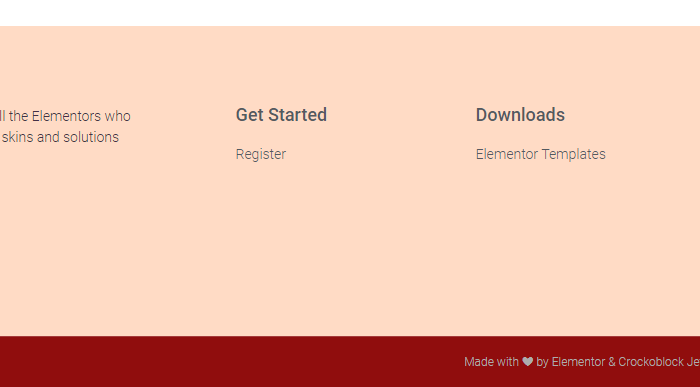 ll the Elementors who
skins and solutions
Get Started
Register
Downloads
Elementor Templates
Made with ❤ by Elementor & Crockoblock Je